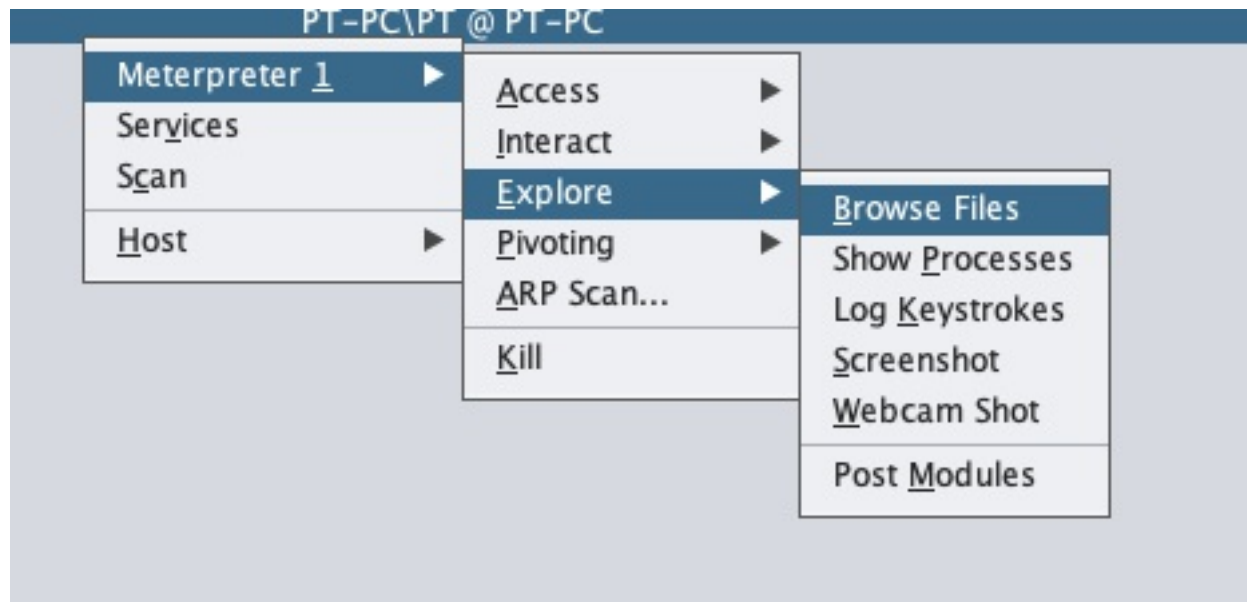 PT-PC\PT @ PT-PC
Meterpreter 1
Services
Scan
Host
Access
Interact
Explore
Pivoting
ARP Scan...
Kill
Browse Files
Show Processes
Log Keystrokes
Screenshot
Webcam Shot
Post Modules